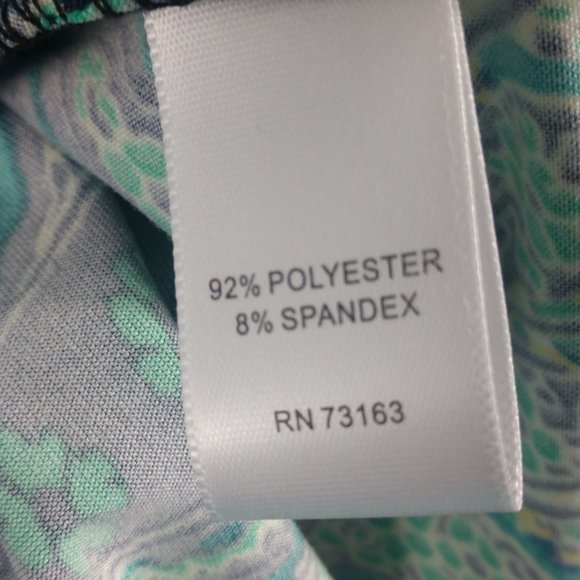 92% POLYESTER
8% SPANDEX
RN 73163